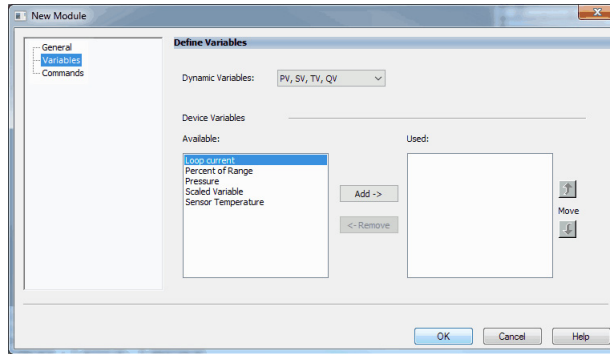 New Module
General
Variables
Commands
Define Variables
Dynamic Variables: PV, SV, TV, QV
Device Variables
Available: Used:
Loop current
Percent of Range
Pressure
Scaled Variable
Sensor Temperature
Add ->
<- Remove
Move
OK Cancel Help